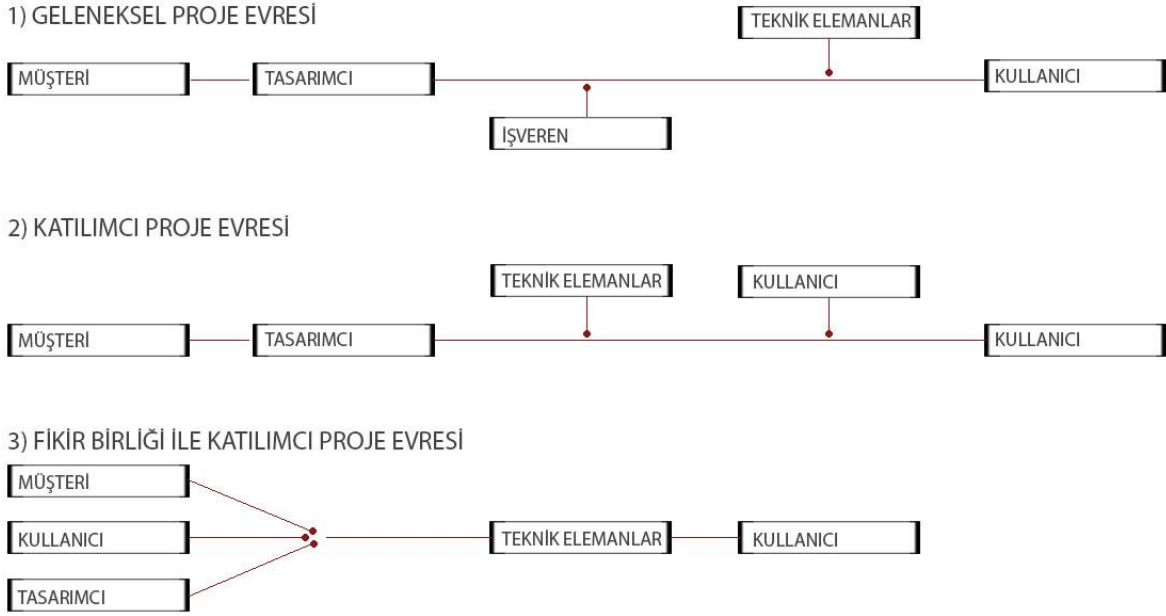 1) GELENEKSEL PROJE EVRESİ
TEKNİK ELEMANLAR
MÜŞTERİ
TASARIMCI
KULLANICI
İŞVEREN
2) KATILIMCI PROJE EVRESİ
TEKNİK ELEMANLAR
KULLANICI
MÜŞTERİ
TASARIMCI
KULLANICI
3) FİKİR BİRLİĞİ İLE KATILIMCI PROJE EVRESİ
MÜŞTERİ
KULLANICI
TEKNİK ELEMANLAR
KULLANICI
TASARIMCI